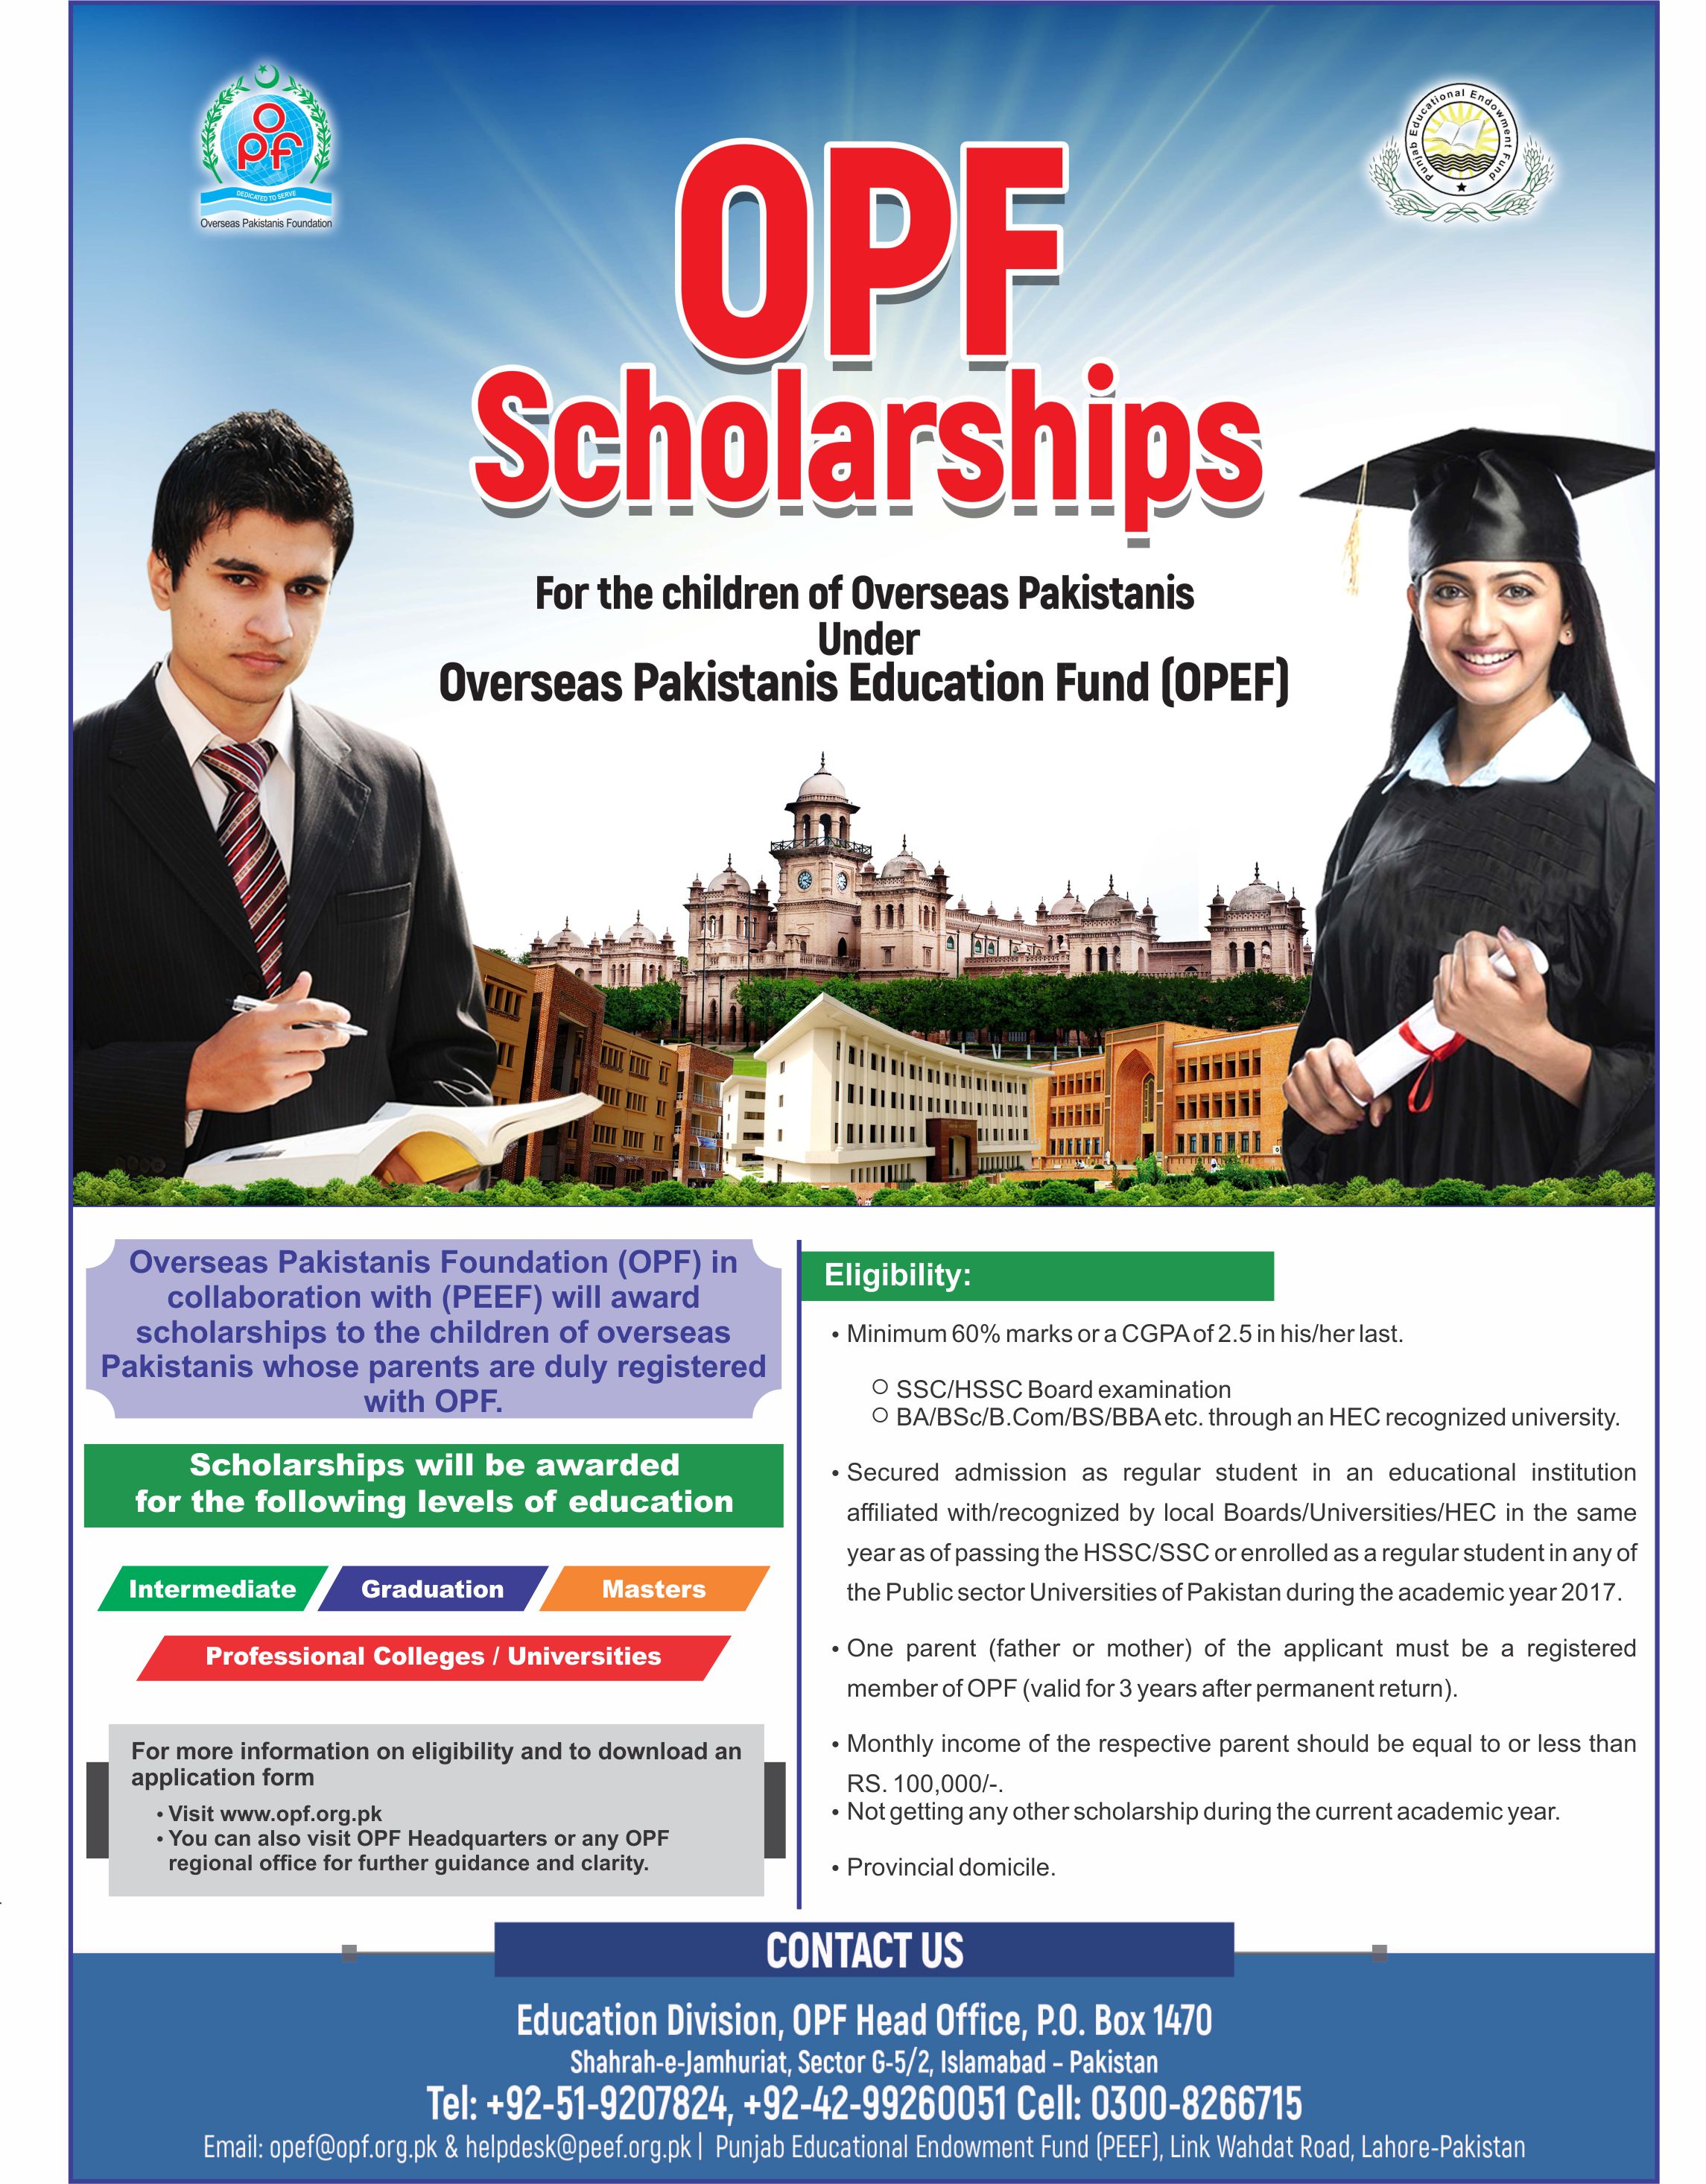 OPF
DEDICATED TO SERVE
Overseas Pakistanis Foundation
Punjab Educational Endowment Fund
OPF
Scholarships
For the children of Overseas Pakistanis
Under
Overseas Pakistanis Education Fund (OPEF)
Overseas Pakistanis Foundation (OPF) in
collaboration with (PEEF) will award
scholarships to the children of overseas
Pakistanis whose parents are duly registered
with OPF.
Scholarships will be awarded
for the following levels of education
Intermediate
Graduation
Masters
Professional Colleges / Universities
For more information on eligibility and to download an
application form
• Visit www.opf.org.pk
• You can also visit OPF Headquarters or any OPF
regional office for further guidance and clarity.
Eligibility:
• Minimum 60% marks or a CGPA of 2.5 in his/her last.
○ SSC/HSSC Board examination
○ BA/BSc/B.Com/BS/BBA etc. through an HEC recognized university.
• Secured admission as regular student in an educational institution
affiliated with/recognized by local Boards/Universities/HEC in the same
year as of passing the HSSC/SSC or enrolled as a regular student in any of
the Public sector Universities of Pakistan during the academic year 2017.
• One parent (father or mother) of the applicant must be a registered
member of OPF (valid for 3 years after permanent return).
• Monthly income of the respective parent should be equal to or less than
RS. 100,000/-.
• Not getting any other scholarship during the current academic year.
• Provincial domicile.
CONTACT US
Education Division, OPF Head Office, P.O. Box 1470
Shahrah-e-Jamhuriat, Sector G-5/2, Islamabad – Pakistan
Tel: +92-51-9207824, +92-42-99260051 Cell: 0300-8266715
Email: opef@opf.org.pk & helpdesk@peef.org.pk | Punjab Educational Endowment Fund (PEEF), Link Wahdat Road, Lahore-Pakistan